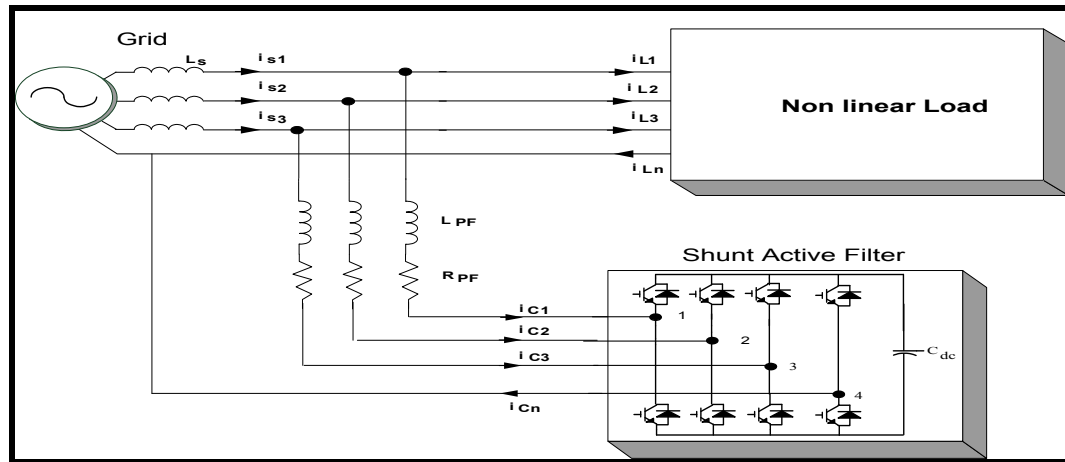 Grid
Ls is1 iL1
is2 iL2
is3 iL3
iLn
Non linear Load
LPF
RPF
Shunt Active Filter
iC1 1
iC2 2
iC3 3
iCn 4
Cdc